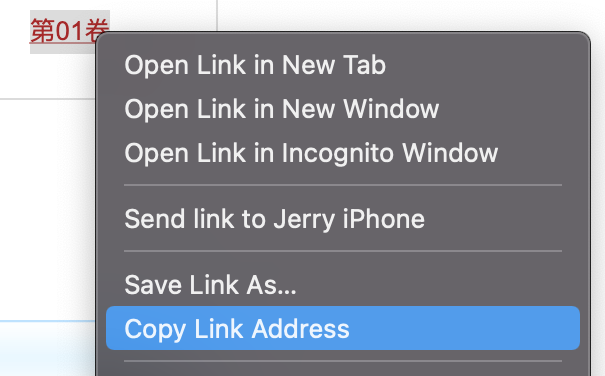 第01卷
Open Link in New Tab
Open Link in New Window
Open Link in Incognito Window
Send link to Jerry iPhone
Save Link As...
Copy Link Address